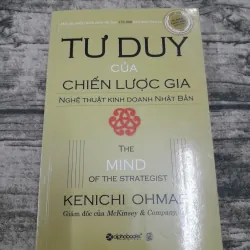 TƯ DUY
CỦA
CHIẾN LƯỢC GIA
NGHỆ THUẬT KINH DOANH NHẬT BẢN
THE
MIND
OF THE STRATEGIST
KENICHI OHMAE
Giám đốc của McKinsey & Company,
alphabooks